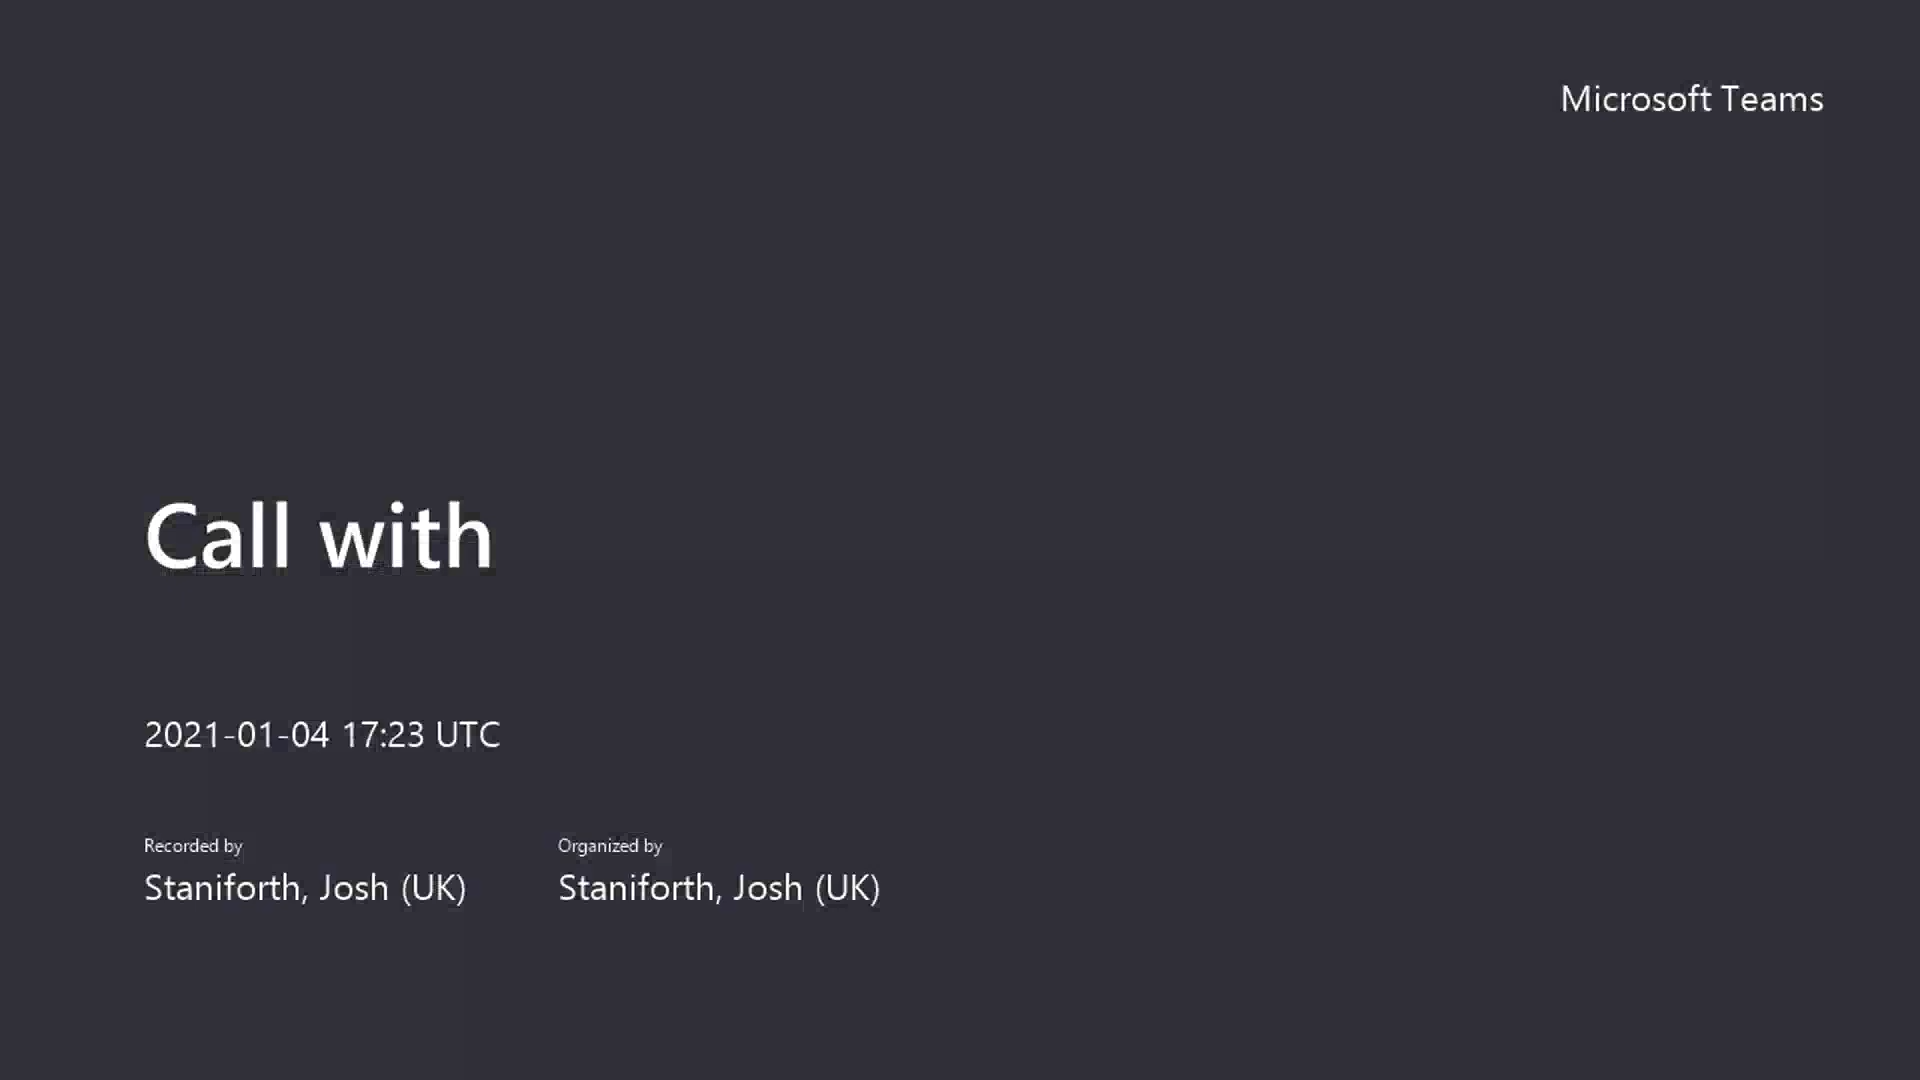 Microsoft Teams
Call with
2021-01-04 17:23 UTC
Recorded by
Staniforth, Josh (UK)
Organized by
Staniforth, Josh (UK)